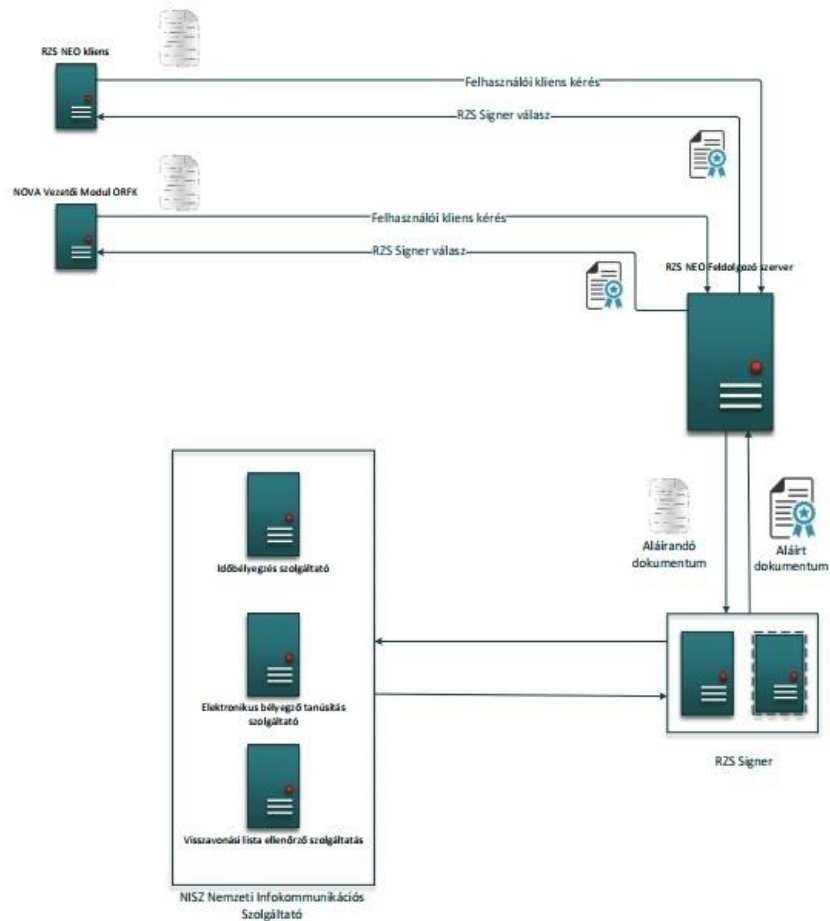 RZS NEO kliens
Felhasználói kliens kérés
RZS Signer válasz
NOVA Vezetői Modul ORFK
Felhasználói kliens kérés
RZS Signer válasz
RZS NEO Feldolgozó szerver
Aláírandó
dokumentum
Aláírt
dokumentum
Időbélyegzés szolgáltató
Elektronikus bélyegző tanúsítás
szolgáltató
Visszavonási lista ellenőrző szolgáltatás
RZS Signer
NISZ Nemzeti Infokommunikációs
Szolgáltató